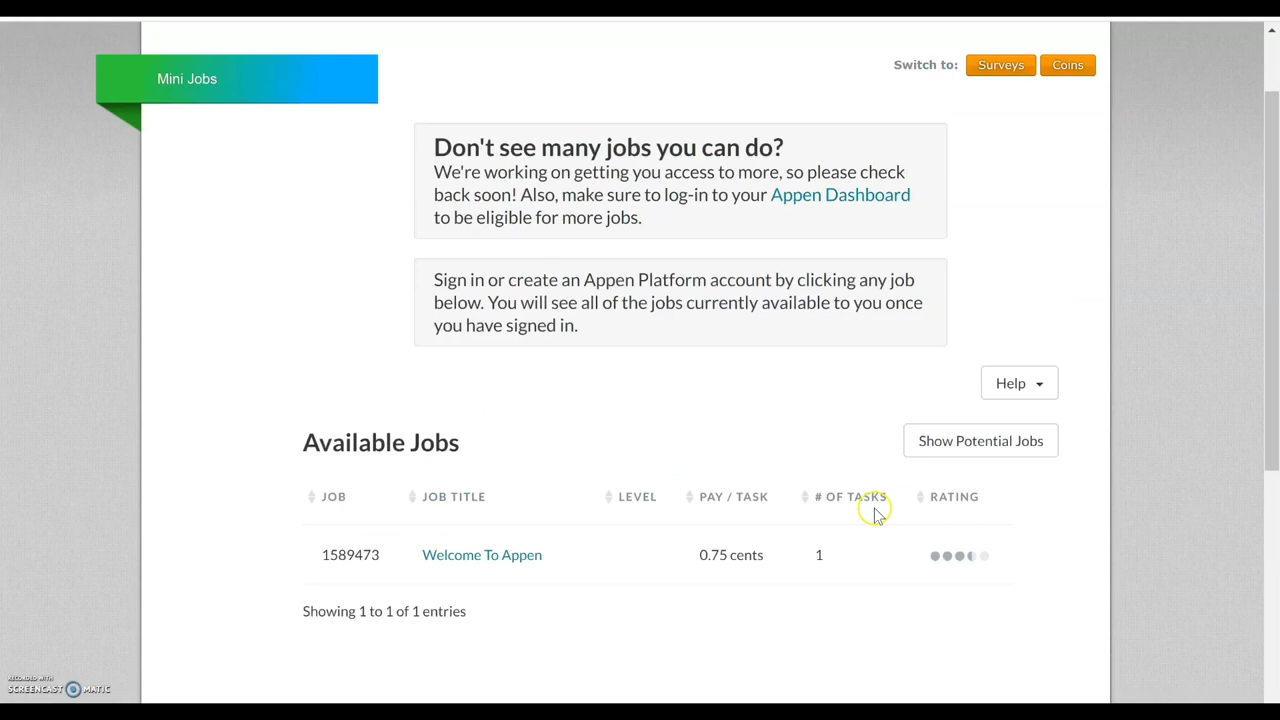 Mini Jobs
Switch to: Surveys Coins
Don't see many jobs you can do?
We're working on getting you access to more, so please check
back soon! Also, make sure to log-in to your Appen Dashboard
to be eligible for more jobs.
Sign in or create an Appen Platform account by clicking any job
below. You will see all of the jobs currently available to you once
you have signed in.
Help
Available Jobs
Show Potential Jobs
JOB JOB TITLE LEVEL PAY / TASK # OF TASKS RATING
1589473 Welcome To Appen 0.75 cents 1
Showing 1 to 1 of 1 entries
RECORDED WITH
SCREENCAST MATIC